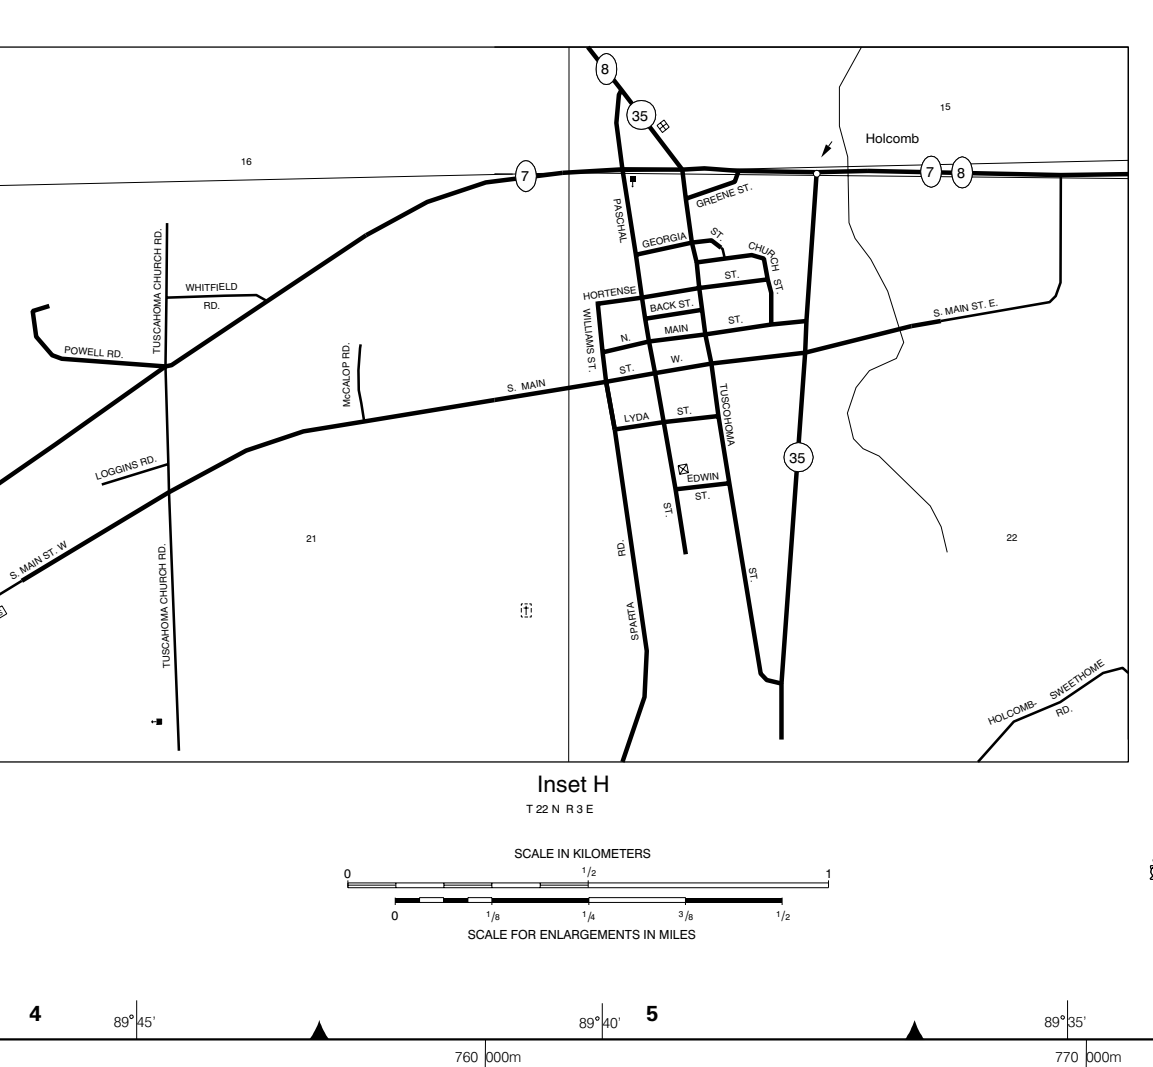 8
35
15
Holcomb
16
7
7
8
GREENE ST.
PASCHAL
GEORGIA
ST.
CHURCH ST.
TUSCAHOMA CHURCH RD.
WHITFIELD
RD.
HORTENSE
ST.
BACK ST.
WILLIAMS ST.
N.
MAIN
ST.
S. MAIN ST. E.
POWELL RD.
McCALOP RD.
S. MAIN
ST.
W.
LYDA
ST.
TUSCOHOMA
35
LOGGINS RD.
EDWIN
ST.
ST.
21
22
S. MAIN ST. W
RD.
ST.
TUSCAHOMA CHURCH RD.
SPARTA
HOLCOMB-
SWEETHOME
RD.
Inset H
T 22 N R 3 E
SCALE IN KILOMETERS
0
1/2
1
0
1/8
1/4
3/8
1/2
SCALE FOR ENLARGEMENTS IN MILES
4
5
89°45'
89°40'
89°35'
760 000m
770 000m